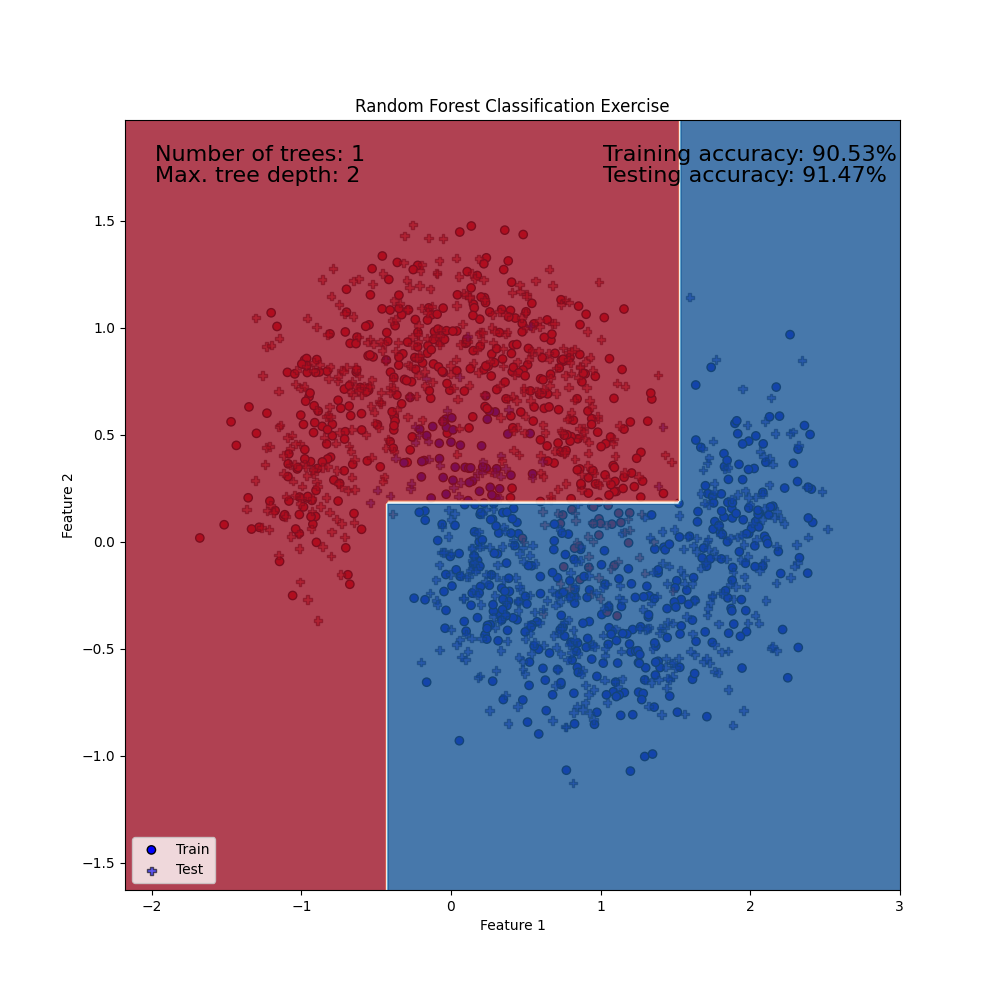 Random Forest Classification Exercise
Number of trees: 1
Max. tree depth: 2
Training accuracy: 90.53%
Testing accuracy: 91.47%
1.5
1.0
0.5
0.0
−0.5
−1.0
−1.5
Feature 2
Train
Test
−2
−1
0
1
2
3
Feature 1